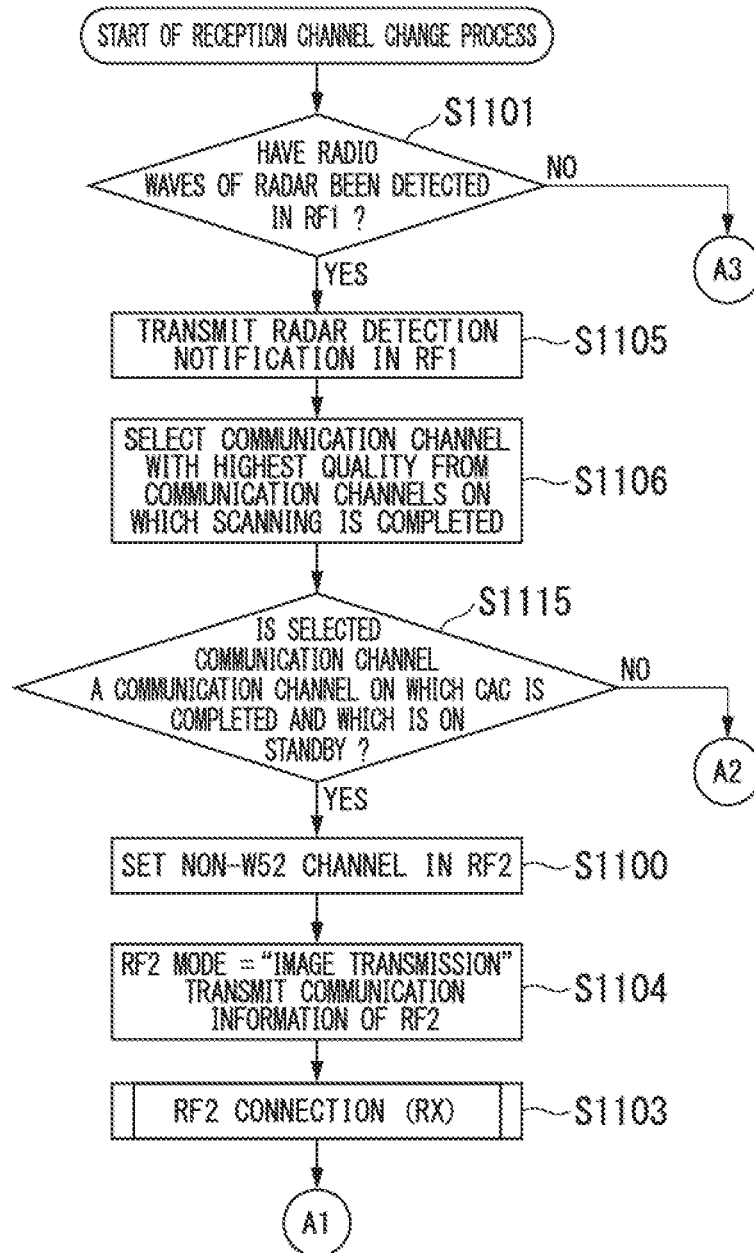 START OF RECEPTION CHANNEL CHANGE PROCESS
S1101
HAVE RADIO
WAVES OF RADAR BEEN DETECTED
IN RF1 ?
NO
A3
YES
TRANSMIT RADAR DETECTION
NOTIFICATION IN RF1
S1105
SELECT COMMUNICATION CHANNEL
WITH HIGHEST QUALITY FROM
COMMUNICATION CHANNELS ON
WHICH SCANNING IS COMPLETED
S1106
S1115
IS SELECTED
COMMUNICATION CHANNEL
A COMMUNICATION CHANNEL ON WHICH CAC IS
COMPLETED AND WHICH IS ON
STANDBY ?
NO
A2
YES
SET NON-W52 CHANNEL IN RF2
S1100
RF2 MODE ="IMAGE TRANSMISSION"
TRANSMIT COMMUNICATION
INFORMATION OF RF2
S1104
RF2 CONNECTION (RX)
S1103
A1